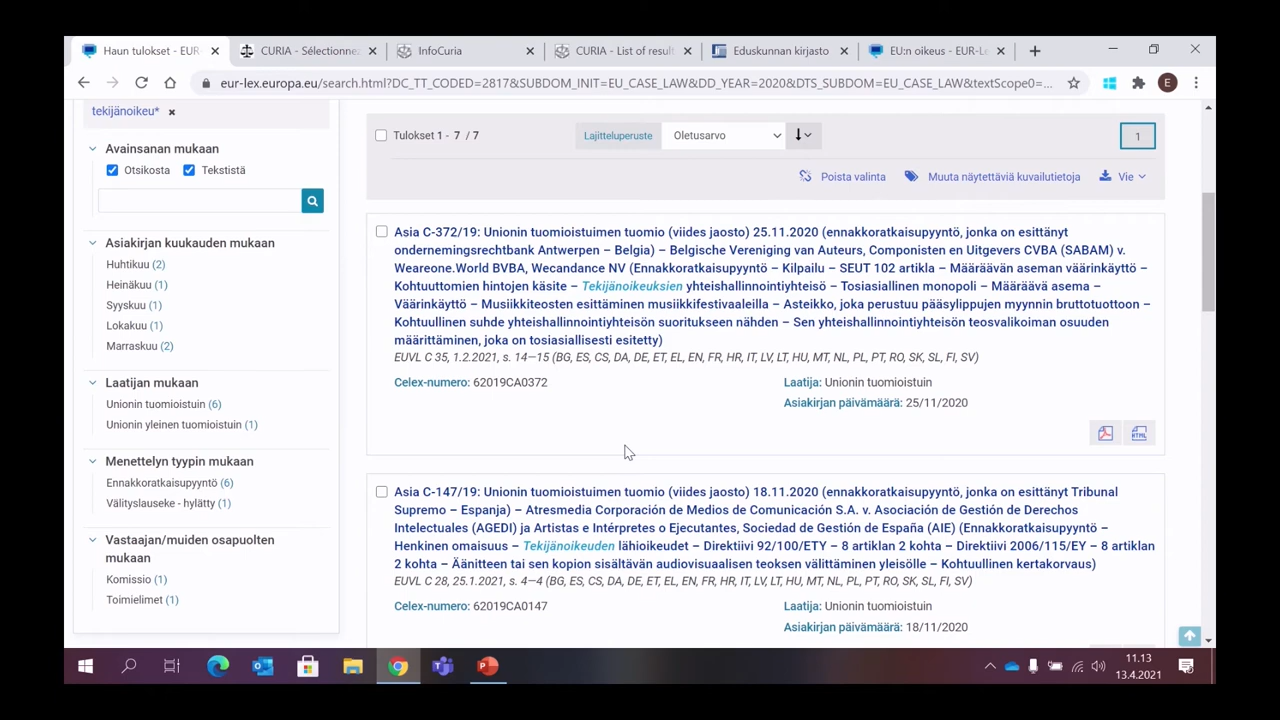 Haun tulokset - EUR-
CURIA - Sélectionne
InfoCuria
CURIA - List of resul
Eduskunnan kirjasto
EU:n oikeus - EUR-Le
eur-lex.europa.eu/search.html?DC_TT_CODED=2817&SUBDOM_INIT=EU_CASE_LAW&DD_YEAR=2020&DTS_SUBDOM=EU_CASE_LAW&textScope0=...
E
tekijänoikeu*
Avainsanan mukaan
Otsikosta Tekstistä
Asiakirjan kuukauden mukaan
Huhtikuu (2)
Heinäkuu (1)
Syyskuu (1)
Lokakuu (1)
Marraskuu (2)
Laatijan mukaan
Unionin tuomioistuin (6)
Unionin yleinen tuomioistuin (1)
Menettelyn tyypin mukaan
Ennakkoratkaisupyyntö (6)
Välityslauseke - hylätty (1)
Vastaajan/muiden osapuolten
mukaan
Komissio (1)
Toimielimet (1)
Tulokset 1 - 7 / 7
Lajitteluperuste
Oletusarvo
1
Poista valinta
Muuta näytettäviä kuvailutietoja
Vie
Asia C-372/19: Unionin tuomioistuimen tuomio (viides jaosto) 25.11.2020 (ennakkoratkaisupyyntö, jonka on esittänyt
ondernemingsrechtbank Antwerpen – Belgia) – Belgische Vereniging van Auteurs, Componisten en Uitgevers CVBA (SABAM) v.
Weareone.World BVBA, Wecandance NV (Ennakkoratkaisupyyntö – Kilpailu – SEUT 102 artikla – Määräävän aseman väärinkäyttö –
Kohtuuttomien hintojen käsite – Tekijänoikeuksien yhteishallinnointiyhteisö – Tosiasiallinen monopoli – Määräävä asema –
Väärinkäyttö – Musiikkiteosten esittäminen musiikkifestivaaleilla – Asteikko, joka perustuu pääsylippujen myynnin bruttotuottoon –
Kohtuullinen suhde yhteishallinnointiyhteisön suoritukseen nähden – Sen yhteishallinnointiyhteisön teosvalikoiman osuuden
määrittäminen, joka on tosiasiallisesti esitetty)
EUVL C 35, 1.2.2021, s. 14—15 (BG, ES, CS, DA, DE, ET, EL, EN, FR, HR, IT, LV, LT, HU, MT, NL, PL, PT, RO, SK, SL, FI, SV)
Celex-numero: 62019CA0372
Laatija: Unionin tuomioistuin
Asiakirjan päivämäärä: 25/11/2020
HTML
Asia C-147/19: Unionin tuomioistuimen tuomio (viides jaosto) 18.11.2020 (ennakkoratkaisupyyntö, jonka on esittänyt Tribunal
Supremo – Espanja) – Atresmedia Corporación de Medios de Comunicación S.A. v. Asociación de Gestión de Derechos
Intelectuales (AGEDI) ja Artistas e Intérpretes o Ejecutantes, Sociedad de Gestión de España (AIE) (Ennakkoratkaisupyyntö –
Henkinen omaisuus – Tekijänoikeuden lähioikeudet – Direktiivi 92/100/ETY – 8 artiklan 2 kohta – Direktiivi 2006/115/EY – 8 artiklan
2 kohta – Äänitteen tai sen kopion sisältävän audiovisuaalisen teoksen välittäminen yleisölle – Kohtuullinen kertakorvaus)
EUVL C 28, 25.1.2021, s. 4—4 (BG, ES, CS, DA, DE, ET, EL, EN, FR, HR, IT, LV, LT, HU, MT, NL, PL, PT, RO, SK, SL, FI, SV)
Celex-numero: 62019CA0147
Laatija: Unionin tuomioistuin
Asiakirjan päivämäärä: 18/11/2020
11.13
13.4.2021